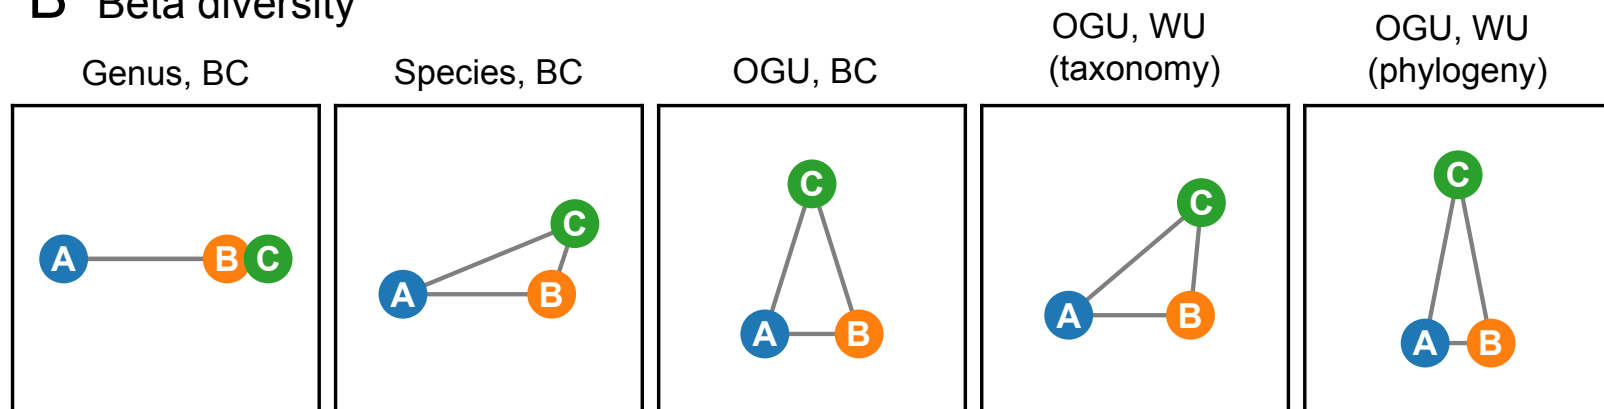 B Beta diversity
Genus, BC
Species, BC
OGU, BC
OGU, WU
(taxonomy)
OGU, WU
(phylogeny)
A
B
C
A
B
C
A
B
C
A
B
C
A
B
C